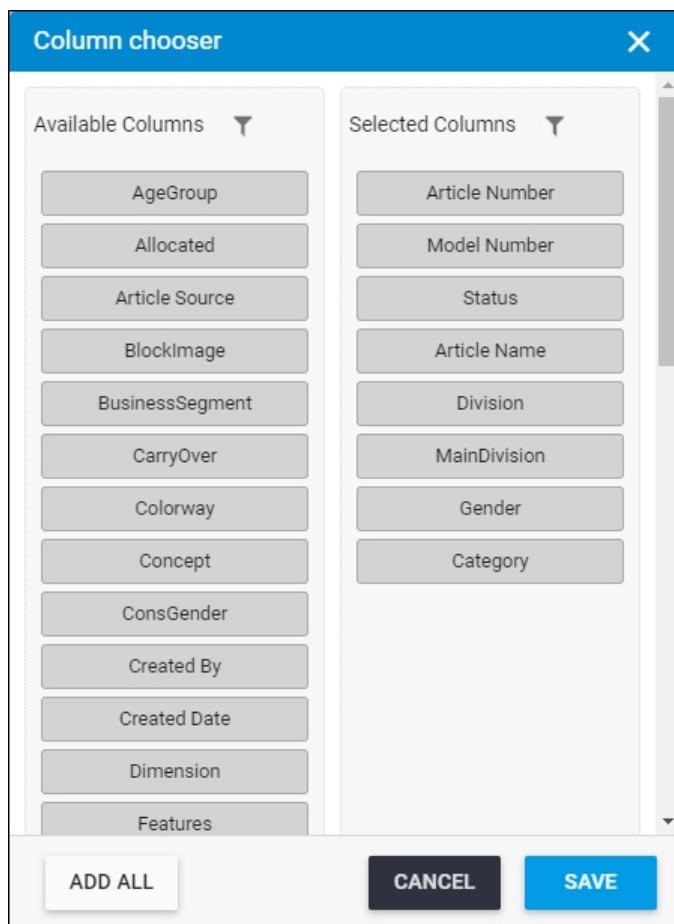 Column chooser
Available Columns
AgeGroup
Allocated
Article Source
BlockImage
BusinessSegment
CarryOver
Colorway
Concept
ConsGender
Created By
Created Date
Dimension
Features
Selected Columns
Article Number
Model Number
Status
Article Name
Division
MainDivision
Gender
Category
ADD ALL
CANCEL
SAVE